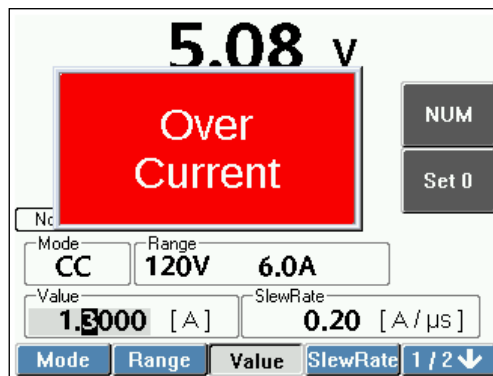 5.08 V
Over
Current
NUM
Set 0
No
Mode
CC
Range
120V 6.0A
Value
1.3000 [A]
SlewRate
0.20 [A/µs]
Mode Range Value SlewRate 1/2